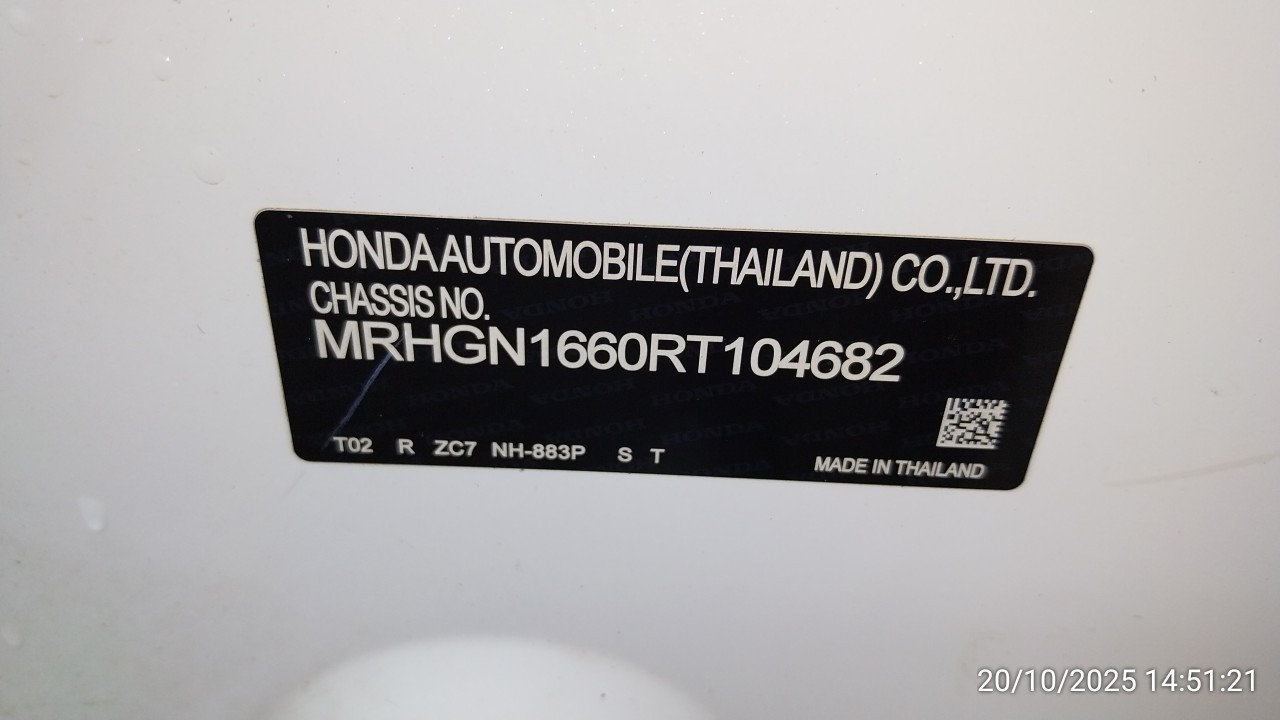 HONDA AUTOMOBILE(THAILAND) CO.,LTD.
CHASSIS NO.
MRHGN1660RT104682
T02 R ZC7 NH-883P S T
MADE IN THAILAND
20/10/2025 14:51:21